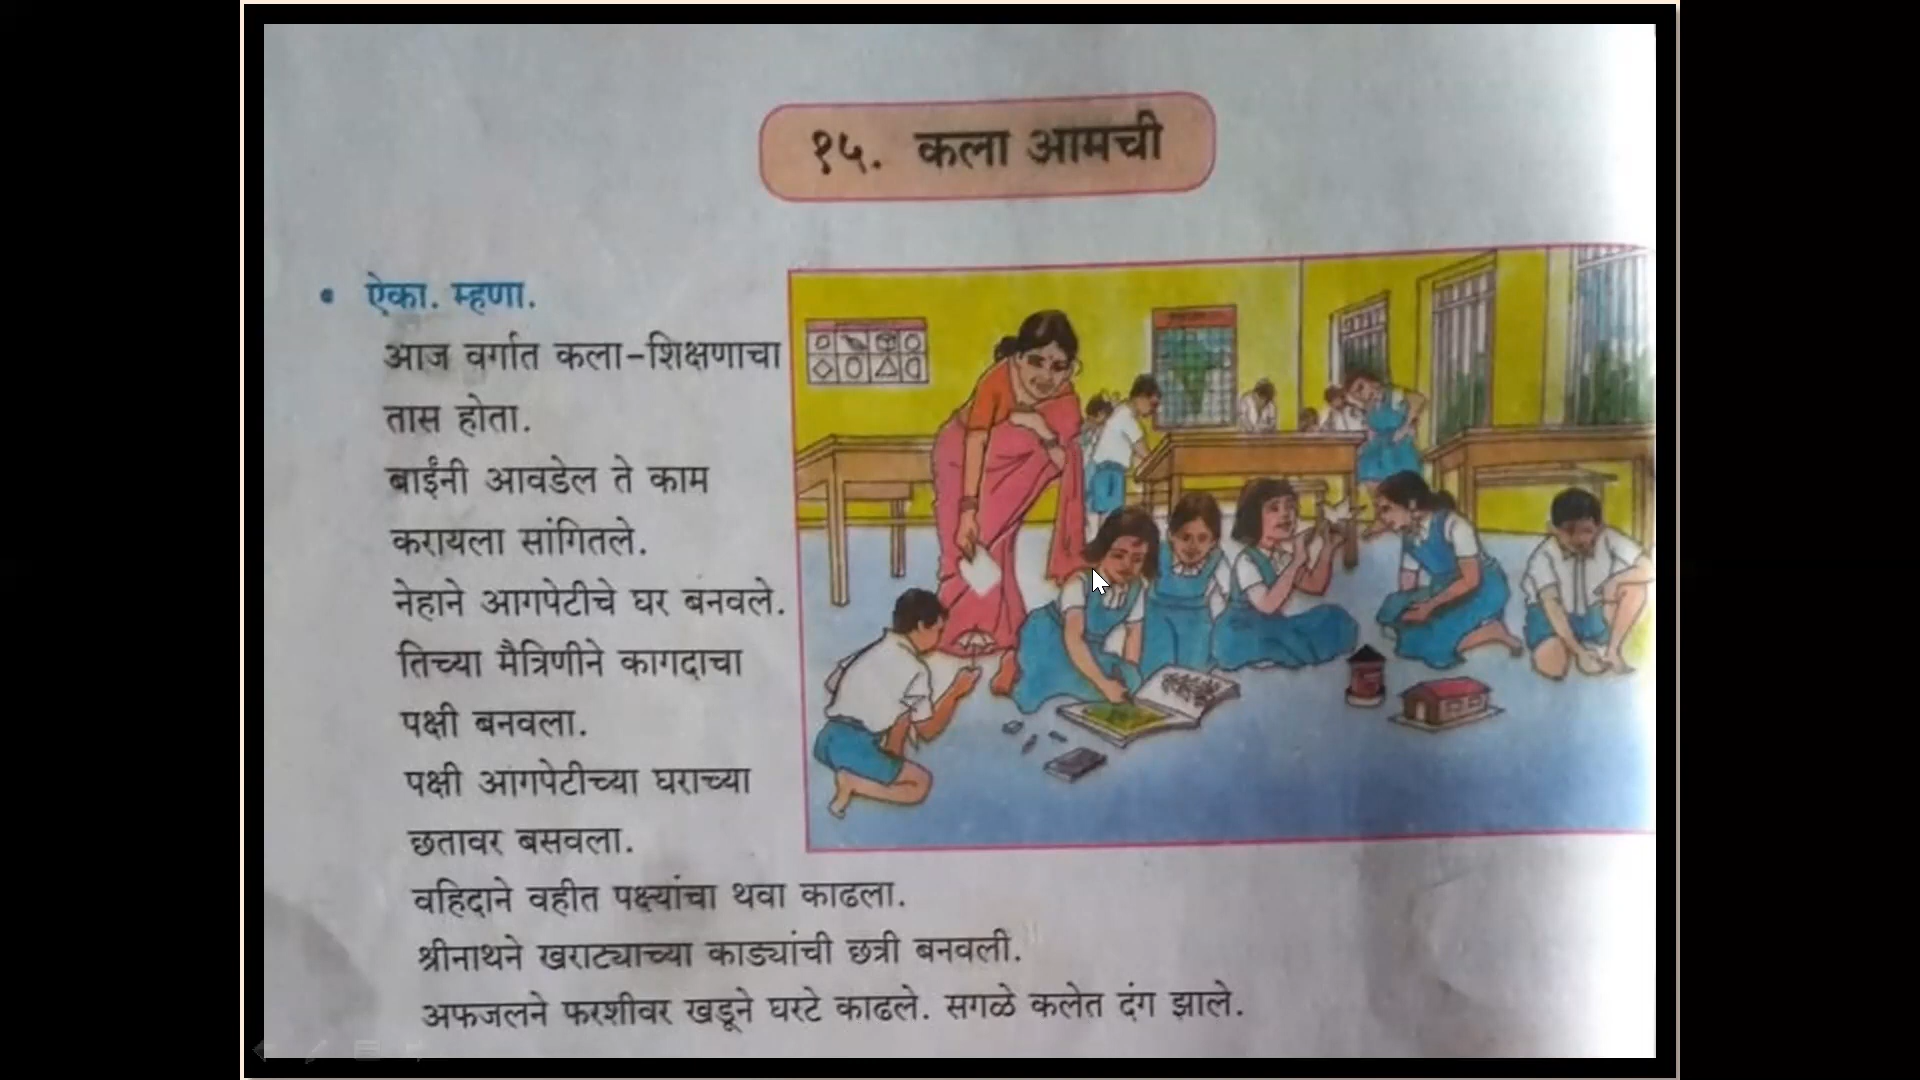 १५. कला आमची
• ऐका. म्हणा.
आज वर्गात कला-शिक्षणाचा
तास होता.
बाईंनी आवडेल ते काम
करायला सांगितले.
नेहाने आगपेटीचे घर बनवले.
तिच्या मैत्रिणीने कागदाचा
पक्षी बनवला.
पक्षी आगपेटीच्या घराच्या
छतावर बसवला.
वहिदाने वहीत पक्ष्यांचा थवा काढला.
श्रीनाथने खराट्याच्या काड्यांची छत्री बनवली.
अफजलने फरशीवर खडूने घरटे काढले. सगळे कलेत दंग झाले.